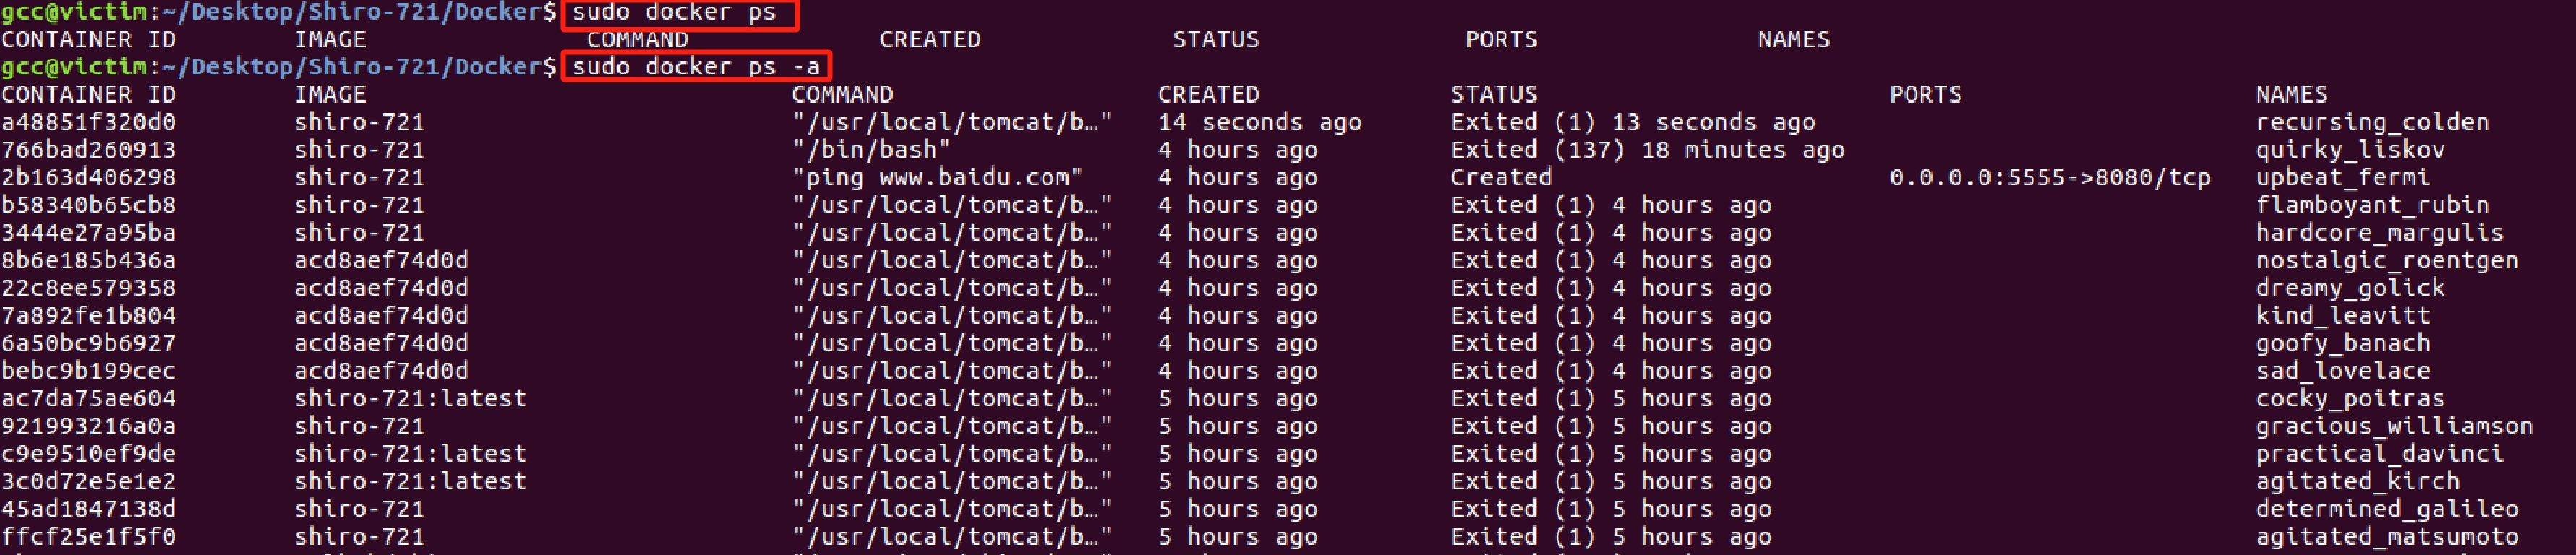 gcc@victim:~/Desktop/Shiro-721/Docker$ sudo docker ps
CONTAINER ID IMAGE COMMAND CREATED STATUS PORTS NAMES
gcc@victim:~/Desktop/Shiro-721/Docker$ sudo docker ps -a
CONTAINER ID IMAGE COMMAND CREATED STATUS PORTS NAMES
a48851f320d0 shiro-721 "/usr/local/tomcat/b…" 14 seconds ago Exited (1) 13 seconds ago recursing_colden
766bad260913 shiro-721 "/bin/bash" 4 hours ago Exited (137) 18 minutes ago quirky_liskov
2b163d406298 shiro-721 "ping www.baidu.com" 4 hours ago Created 0.0.0.0:5555->8080/tcp upbeat_fermi
b58340b65cb8 shiro-721 "/usr/local/tomcat/b…" 4 hours ago Exited (1) 4 hours ago flamboyant_rubin
3444e27a95ba shiro-721 "/usr/local/tomcat/b…" 4 hours ago Exited (1) 4 hours ago hardcore_margulis
8b6e185b436a acd8aef74d0d "/usr/local/tomcat/b…" 4 hours ago Exited (1) 4 hours ago nostalgic_roentgen
22c8ee579358 acd8aef74d0d "/usr/local/tomcat/b…" 4 hours ago Exited (1) 4 hours ago dreamy_golick
7a892fe1b804 acd8aef74d0d "/usr/local/tomcat/b…" 4 hours ago Exited (1) 4 hours ago kind_leavitt
6a50bc9b6927 acd8aef74d0d "/usr/local/tomcat/b…" 4 hours ago Exited (1) 4 hours ago goofy_banach
bebc9b199cec acd8aef74d0d "/usr/local/tomcat/b…" 4 hours ago Exited (1) 4 hours ago sad_lovelace
ac7da75ae604 shiro-721:latest "/usr/local/tomcat/b…" 5 hours ago Exited (1) 5 hours ago cocky_poitras
921993216a0a shiro-721 "/usr/local/tomcat/b…" 5 hours ago Exited (1) 5 hours ago gracious_williamson
c9e9510ef9de shiro-721:latest "/usr/local/tomcat/b…" 5 hours ago Exited (1) 5 hours ago practical_davinci
3c0d72e5e1e2 shiro-721:latest "/usr/local/tomcat/b…" 5 hours ago Exited (1) 5 hours ago agitated_kirch
45ad1847138d shiro-721 "/usr/local/tomcat/b…" 5 hours ago Exited (1) 5 hours ago determined_galileo
ffcf25e1f5f0 shiro-721 "/usr/local/tomcat/b…" 5 hours ago Exited (1) 5 hours ago agitated_matsumoto